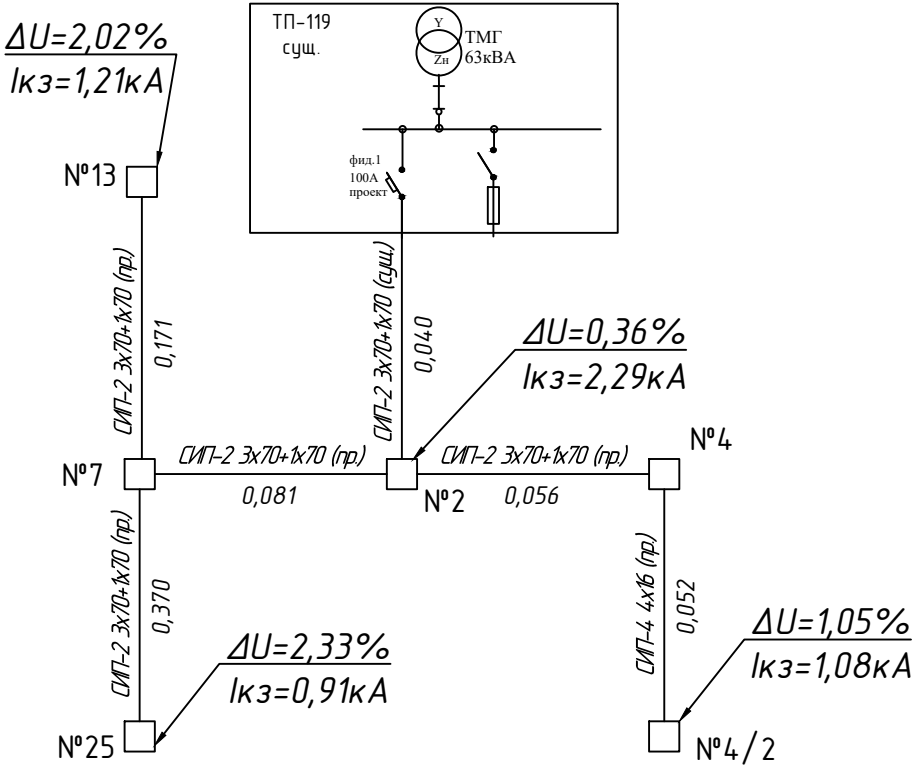 ТП-119
сущ.
Y
Zн
ТМГ
63кВА
фид.1
100А
проект
ΔU=2,02%
Iкз=1,21кА
№13
СИП-2 3х70+1х70 (пр.)
0,171
СИП-2 3х70+1х70 (сущ.)
0,040
ΔU=0,36%
Iкз=2,29кА
№7
СИП-2 3х70+1х70 (пр.)
0,081
№2
СИП-2 3х70+1х70 (пр.)
0,056
№4
СИП-2 3х70+1х70 (пр.)
0,370
СИП-4 4х16 (пр.)
0,052
ΔU=2,33%
Iкз=0,91кА
№25
ΔU=1,05%
Iкз=1,08кА
№4/2